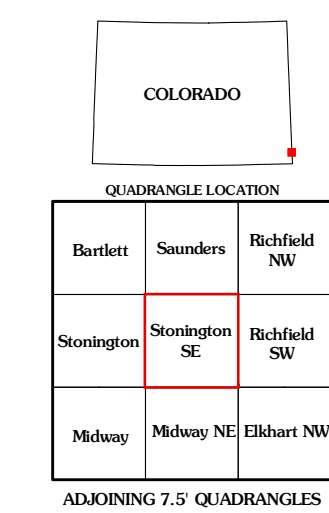 COLORADO
QUADRANGLE LOCATION
Bartlett
Saunders
Richfield
NW
Stonington
Stonington
SE
Richfield
SW
Midway
Midway NE
Elkhart NW
ADJOINING 7.5' QUADRANGLES